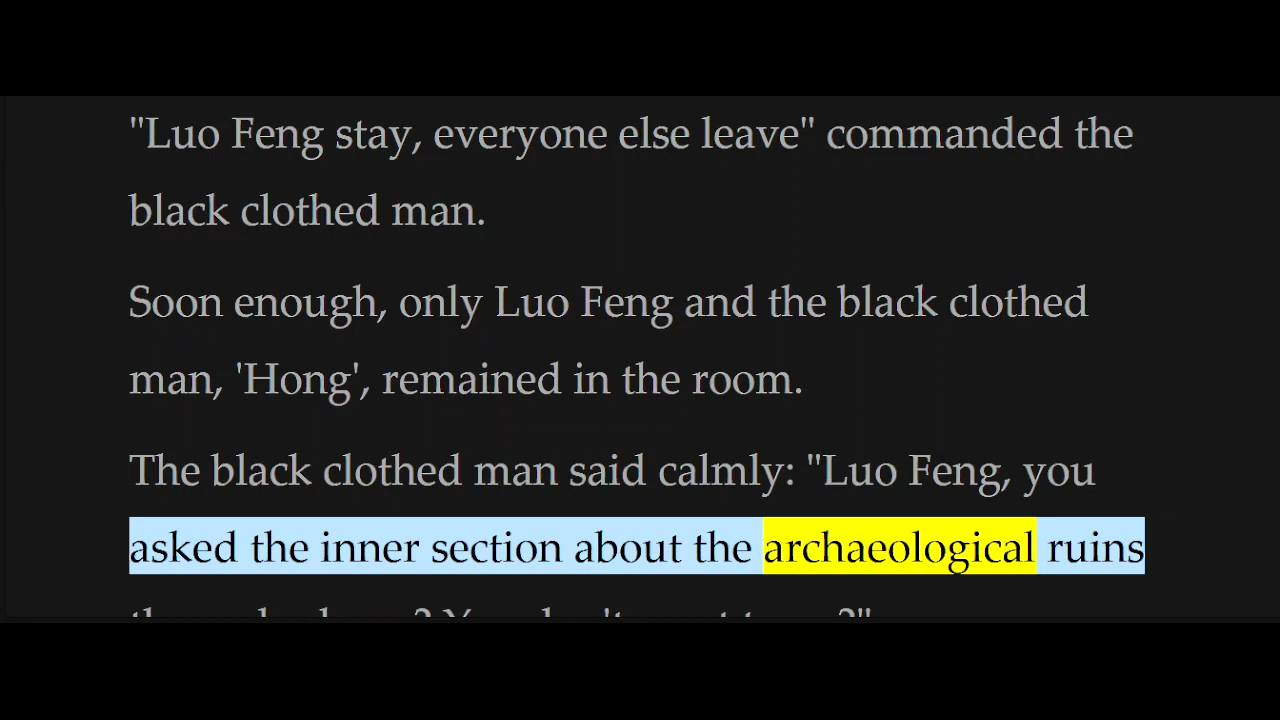 "Luo Feng stay, everyone else leave" commanded the
black clothed man.
Soon enough, only Luo Feng and the black clothed
man, 'Hong', remained in the room.
The black clothed man said calmly: "Luo Feng, you
asked the inner section about the archaeological ruins